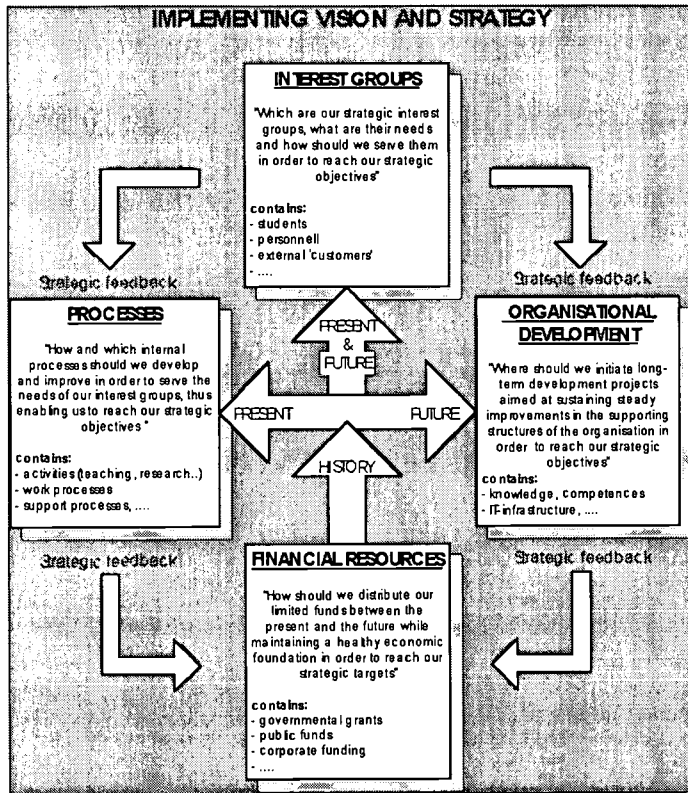 IMPLEMENTING VISION AND STRATEGY
INTEREST GROUPS
"Which are our strategic interest
groups, what are their needs
and how should we serve them
in order to reach our strategic
objectives"
contains:
- students
- personnell
- external 'customers'
- ....
Strategic feedback
Strategic feedback
PROCESSES
"How and which internal
processes should we develop
and improve in order to serve the
needs of our interest groups, thus
enabling us to reach our strategic
objectives "
contains:
- activities (teaching, research..)
- work processes
- support processes, ....
PRESENT
&
FUTURE
PRESENT
FUTURE
HISTORY
ORGANISATIONAL
DEVELOPMENT
"Where should we initiate long-
term development projects
aimed at sustaining steady
improvements in the supporting
structures of the organisation in
order to reach our strategic
objectives"
contains:
- knowledge, competences
- IT-infrastructure, ....
Strategic feedback
Strategic feedback
FINANCIAL RESOURCES
"How should we distribute our
limited funds between the
present and the future while
maintaining a healthy economic
foundation in order to reach our
strategic targets"
contains:
- governmental grants
- public funds
- corporate funding
- ....